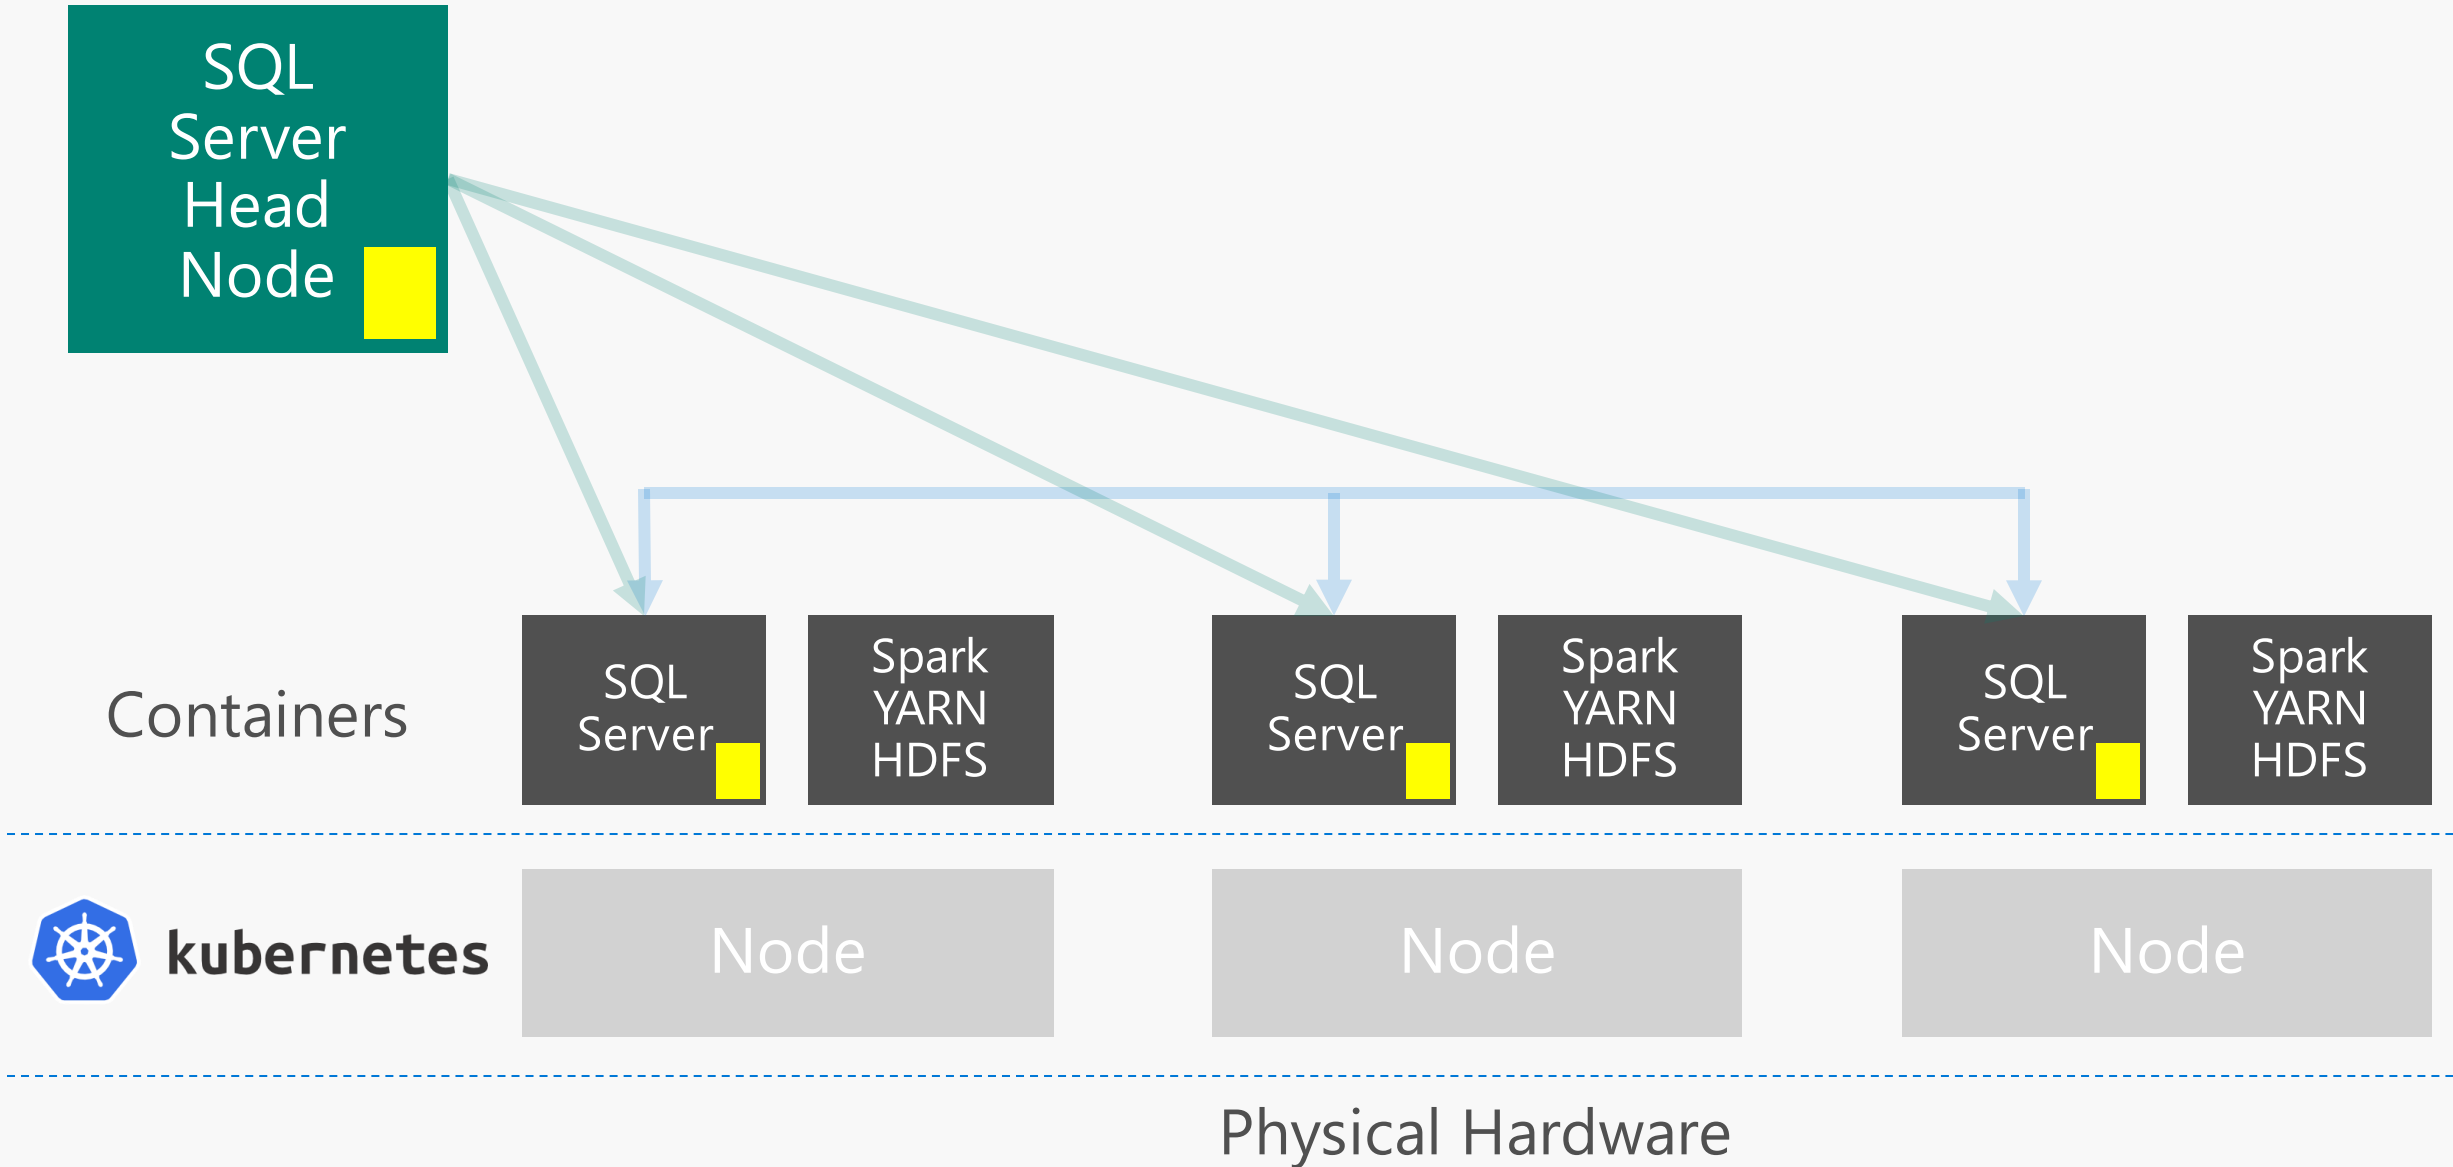 SQL
Server
Head
Node
Containers
SQL
Server
Spark
YARN
HDFS
SQL
Server
Spark
YARN
HDFS
SQL
Server
Spark
YARN
HDFS
kubernetes
Node
Node
Node
Physical Hardware